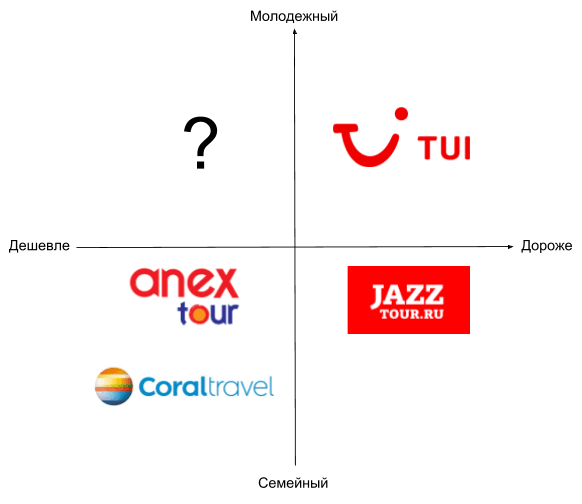 Молодежный
?
TUI
Дешевле
Дороже
anex
tour
JAZZ
TOUR.RU
Coraltravel
Семейный